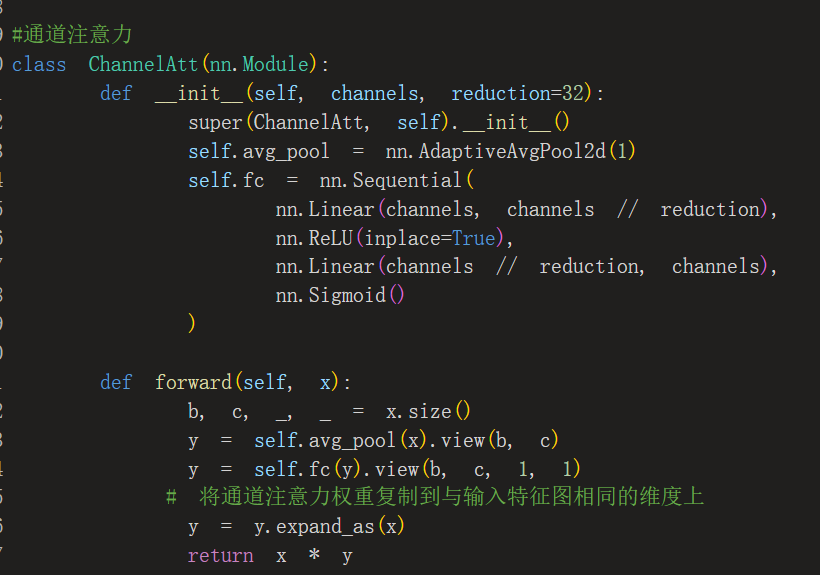 #通道注意力
class ChannelAtt(nn.Module):
def __init__(self, channels, reduction=32):
super(ChannelAtt, self).__init__()
self.avg_pool = nn.AdaptiveAvgPool2d(1)
self.fc = nn.Sequential(
nn.Linear(channels, channels // reduction),
nn.ReLU(inplace=True),
nn.Linear(channels // reduction, channels),
nn.Sigmoid()
)
def forward(self, x):
b, c, _, _ = x.size()
y = self.avg_pool(x).view(b, c)
y = self.fc(y).view(b, c, 1, 1)
# 将通道注意力权重复制到与输入特征图相同的维度上
y = y.expand_as(x)
return x * y